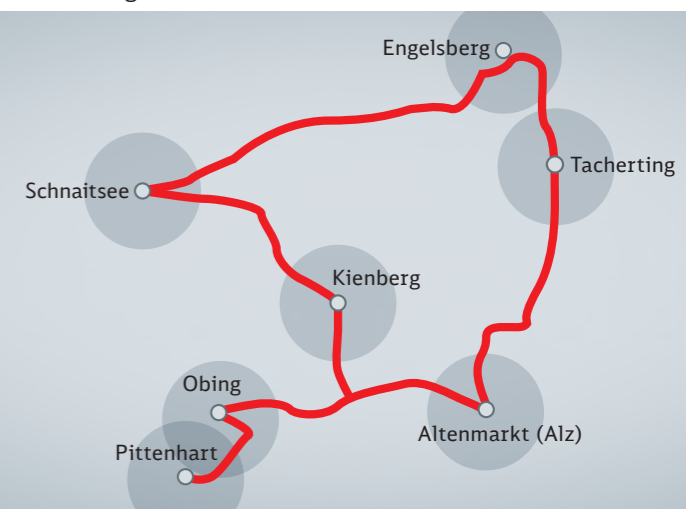 Engelsberg
Tacherting
Schnaitsee
Kienberg
Obing
Altenmarkt (Alz)
Pittenhart